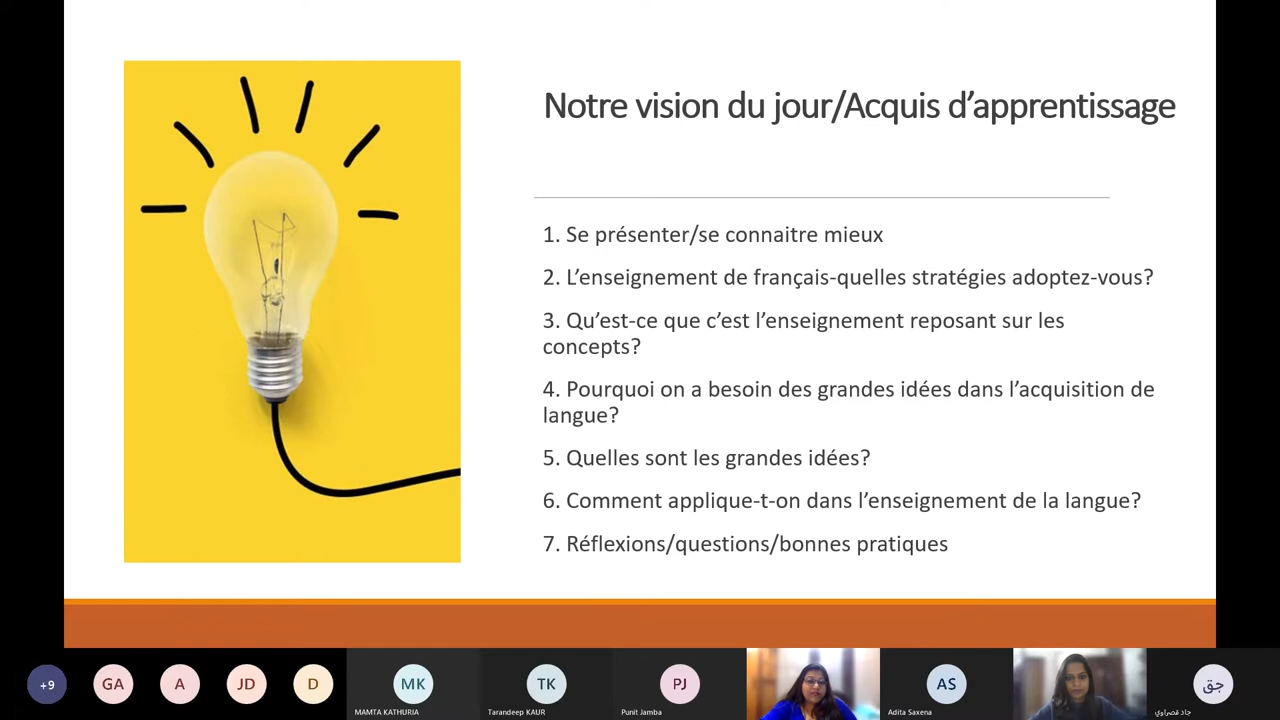 Notre vision du jour/Acquis d’apprentissage
1. Se présenter/se connaitre mieux
2. L’enseignement de français-quelles stratégies adoptez-vous?
3. Qu’est-ce que c’est l’enseignement reposant sur les
concepts?
4. Pourquoi on a besoin des grandes idées dans l’acquisition de
langue?
5. Quelles sont les grandes idées?
6. Comment applique-t-on dans l’enseignement de la langue?
7. Réflexions/questions/bonnes pratiques
+9
GA
A
JD
D
MK
TK
PJ
AS
جق
MAMTA KATHURIA
Tarandeep KAUR
Punit Jamba
Adita Saxena
جاد قصراوي